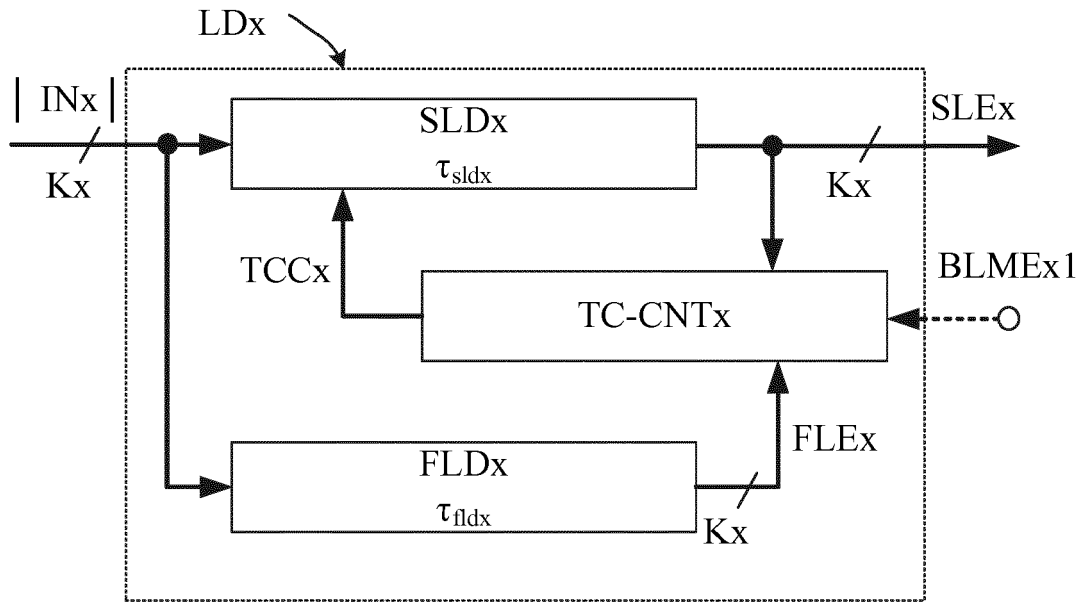 LDx
| INx |
Kx
SLDx
τsldx
SLEx
Kx
TCCx
TC-CNTx
BLMEx1
FLDx
τfldx
FLEx
Kx